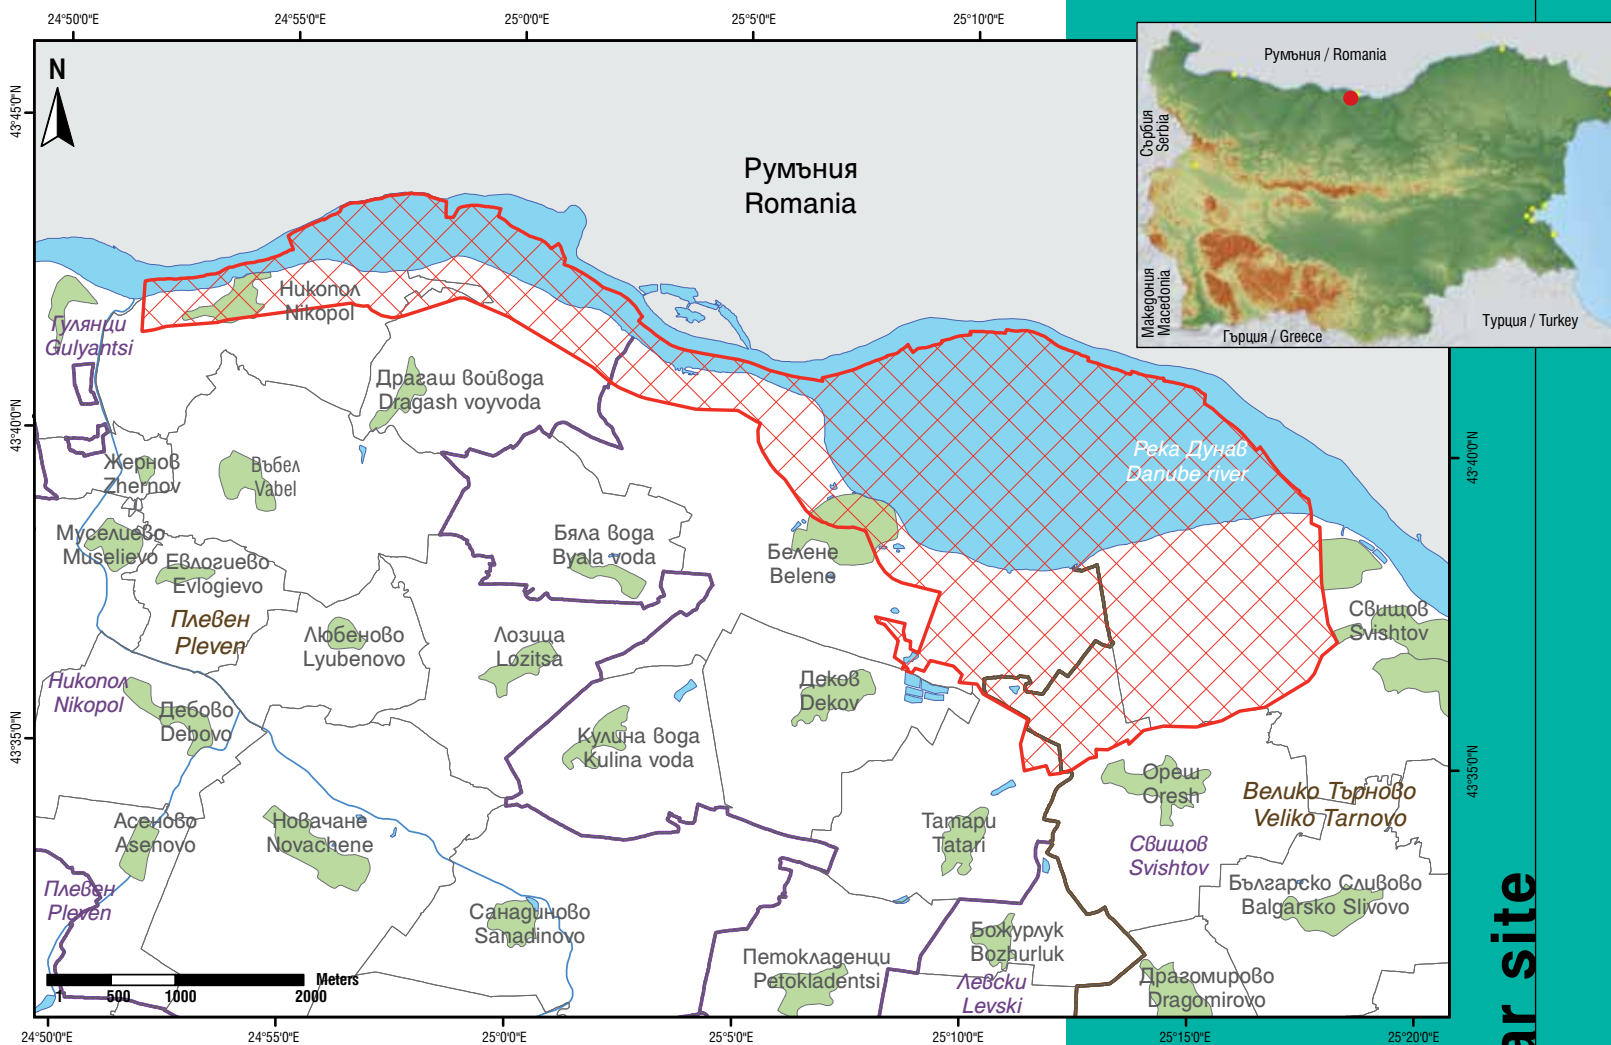 24°50'0"E
24°55'0"E
25°0'0"E
25°5'0"E
25°10'0"E
N
43°45'0"N
43°40'0"N
43°35'0"N
Румъния
Romania
Румъния / Romania
Сърбия
Serbia
Македония
Macedonia
Гърция / Greece
Турция / Turkey
Никопол
Nikopol
Гулянци
Gulyantsi
Драгаш войвода
Dragash voyvoda
Река Дунав
Danube river
43°40'0"N
Жернов
Zhernov
Въбел
Vabel
Муселиево
Muselievo
Евлогиево
Evlogievo
Бяла вода
Byala voda
Белене
Belene
Плевен
Pleven
Любеново
Lyubenovo
Лозица
Lozitsa
Свищов
Svishtov
Никопол
Nikopol
Дебово
Debovo
Деков
Dekov
Кулина вода
Kulina voda
43°35'0"N
Ореш
Oresh
Велико Търново
Veliko Tarnovo
Асеново
Asenovo
Новачане
Novachene
Татари
Tatari
Свищов
Svishtov
Плевен
Pleven
Българско Сливово
Balgarsko Slivovo
Санадиново
Sanadinovo
Божурлук
Bozhurluk
Петокладенци
Petokladentsi
Левски
Levski
Драгомирово
Dragomirovo
Meters
1 500 1000 2000
24°50'0"E
24°55'0"E
25°0'0"E
25°5'0"E
25°10'0"E
25°15'0"E
25°20'0"E
ar site